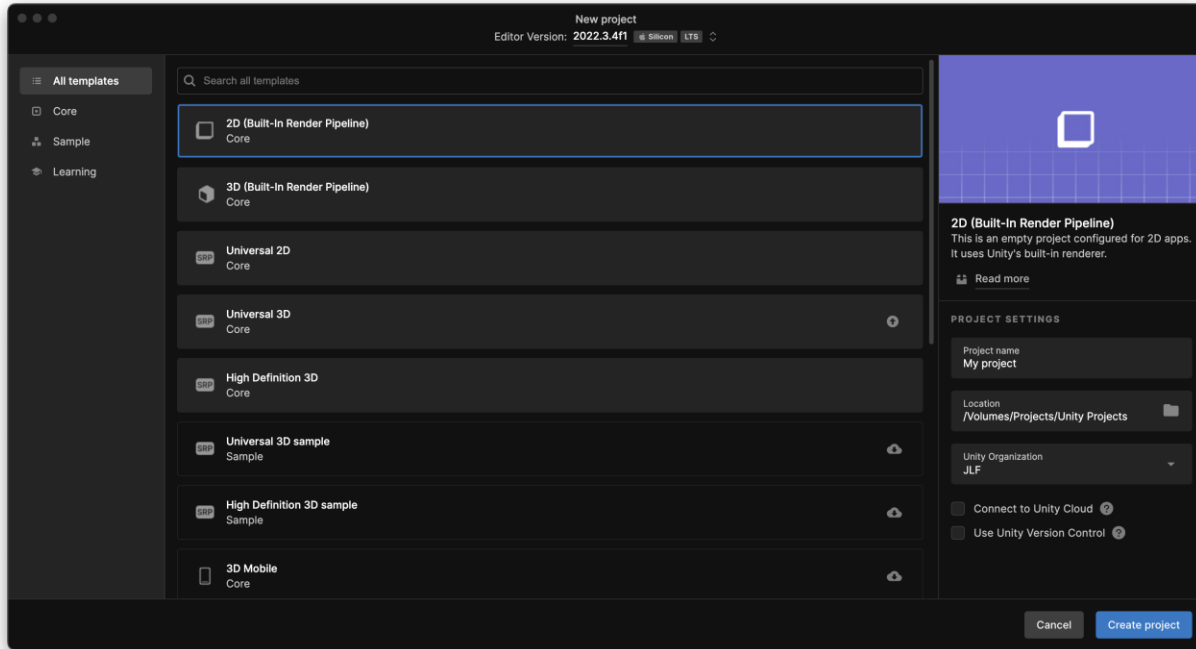 New project
Editor Version: 2022.3.4f1 Silicon LTS
All templates
Core
Sample
Learning
Search all templates
2D (Built-In Render Pipeline)
Core
3D (Built-In Render Pipeline)
Core
SRP
Universal 2D
Core
SRP
Universal 3D
Core
SRP
High Definition 3D
Core
SRP
Universal 3D sample
Sample
SRP
High Definition 3D sample
Sample
3D Mobile
Core
2D (Built-In Render Pipeline)
This is an empty project configured for 2D apps.
It uses Unity's built-in renderer.
Read more
PROJECT SETTINGS
Project name
My project
Location
/Volumes/Projects/Unity Projects
Unity Organization
JLF
Connect to Unity Cloud ?
Use Unity Version Control ?
Cancel
Create project